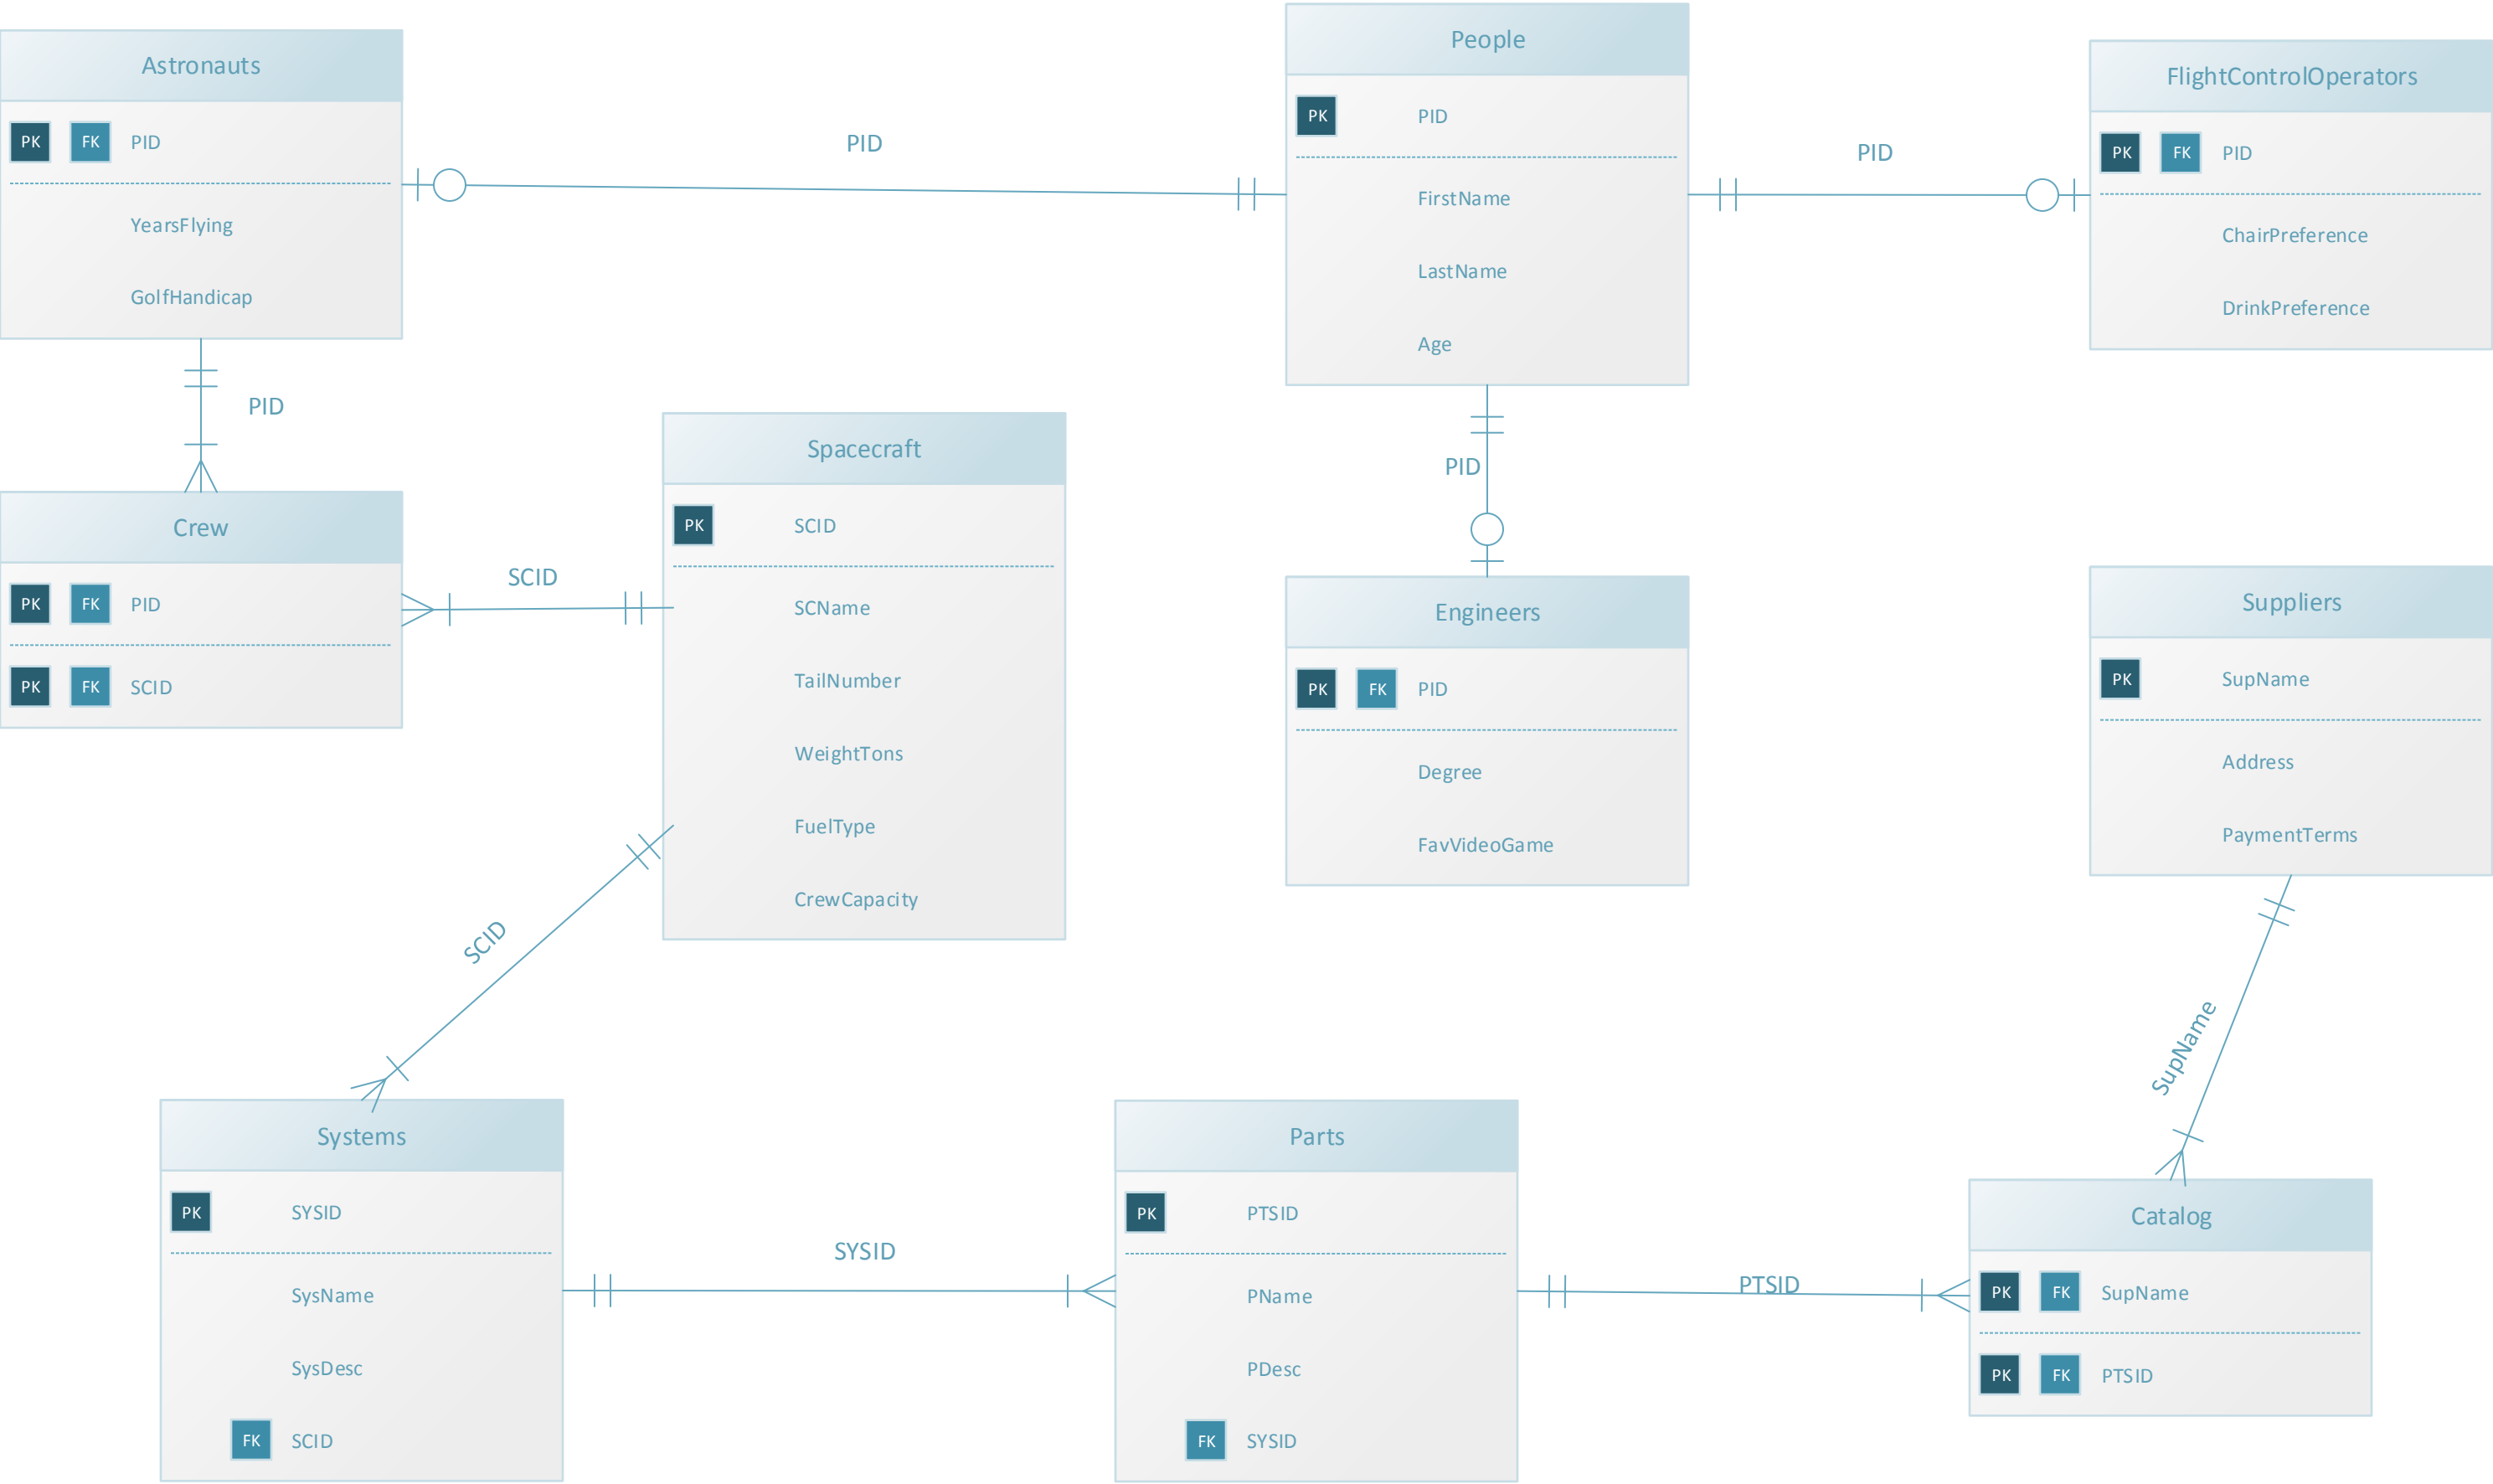 Astronauts
PK FK PID
YearsFlying
GolfHandicap
PID
People
PK PID
FirstName
LastName
Age
PID
FlightControlOperators
PK FK PID
ChairPreference
DrinkPreference
PID
Crew
PK FK PID
PK FK SCID
SCID
Spacecraft
PK SCID
SCName
TailNumber
WeightTons
FuelType
CrewCapacity
PID
Engineers
PK FK PID
Degree
FavVideoGame
Suppliers
PK SupName
Address
PaymentTerms
SCID
SupName
Systems
PK SYSID
SysName
SysDesc
FK SCID
SYSID
Parts
PK PTSID
PName
PDesc
FK SYSID
PTSID
Catalog
PK FK SupName
PK FK PTSID